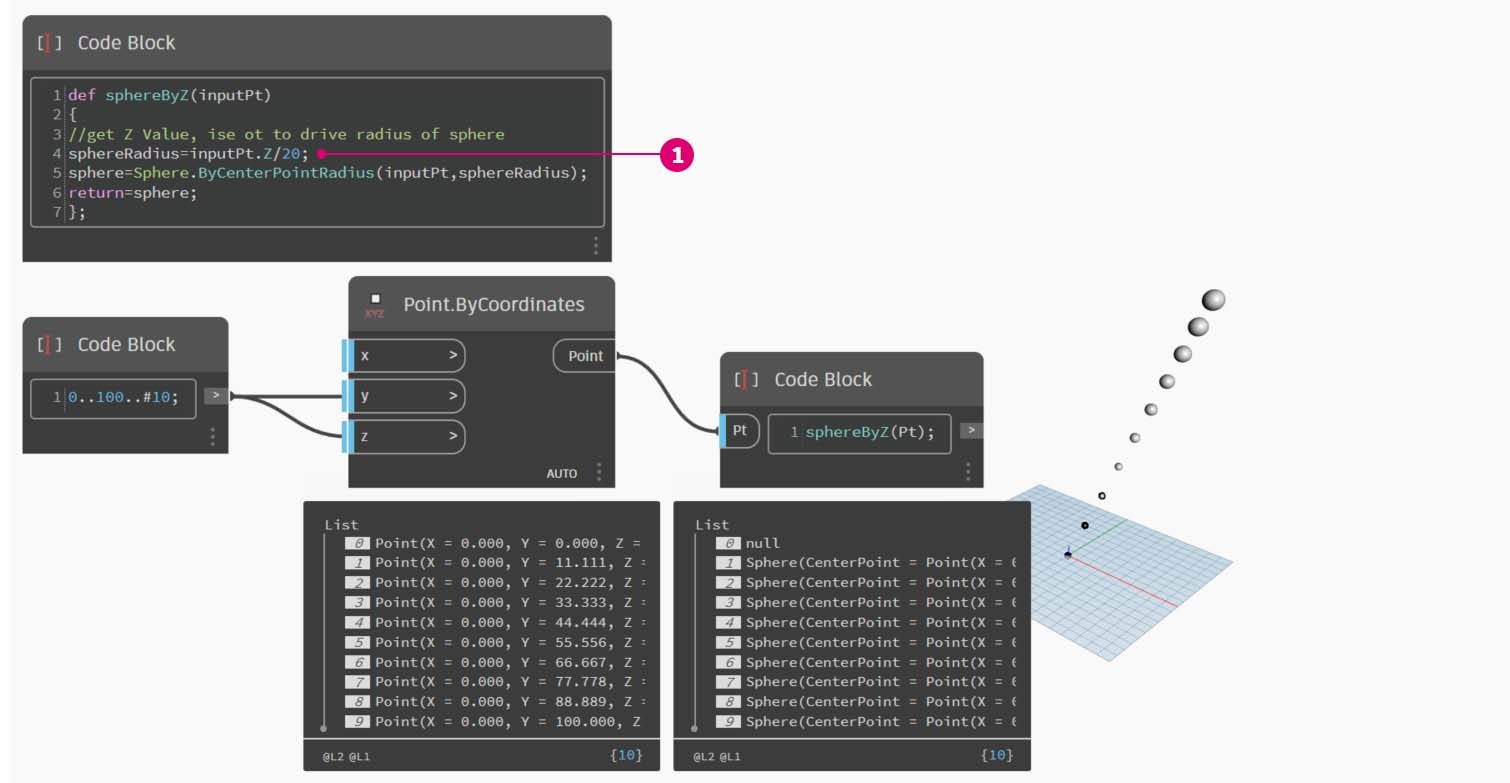 [ ] Code Block
1 def sphereByZ(inputPt)
2 {
3 //get Z Value, ise ot to drive radius of sphere
4 sphereRadius=inputPt.Z/20;
1
5 sphere=Sphere.ByCenterPointRadius(inputPt,sphereRadius);
6 return=sphere;
7 };
[ ] Code Block
1 0..100..#10; >
XYZ Point.ByCoordinates
x > Point
y >
z >
AUTO
[ ] Code Block
Pt 1 sphereByZ(Pt); >
List
0 Point(X = 0.000, Y = 0.000, Z =
1 Point(X = 0.000, Y = 11.111, Z =
2 Point(X = 0.000, Y = 22.222, Z =
3 Point(X = 0.000, Y = 33.333, Z =
4 Point(X = 0.000, Y = 44.444, Z =
5 Point(X = 0.000, Y = 55.556, Z =
6 Point(X = 0.000, Y = 66.667, Z =
7 Point(X = 0.000, Y = 77.778, Z =
8 Point(X = 0.000, Y = 88.889, Z =
9 Point(X = 0.000, Y = 100.000, Z
@L2 @L1 {10}
List
0 null
1 Sphere(CenterPoint = Point(X =
2 Sphere(CenterPoint = Point(X =
3 Sphere(CenterPoint = Point(X =
4 Sphere(CenterPoint = Point(X =
5 Sphere(CenterPoint = Point(X =
6 Sphere(CenterPoint = Point(X =
7 Sphere(CenterPoint = Point(X =
8 Sphere(CenterPoint = Point(X =
9 Sphere(CenterPoint = Point(X =
@L2 @L1 {10}